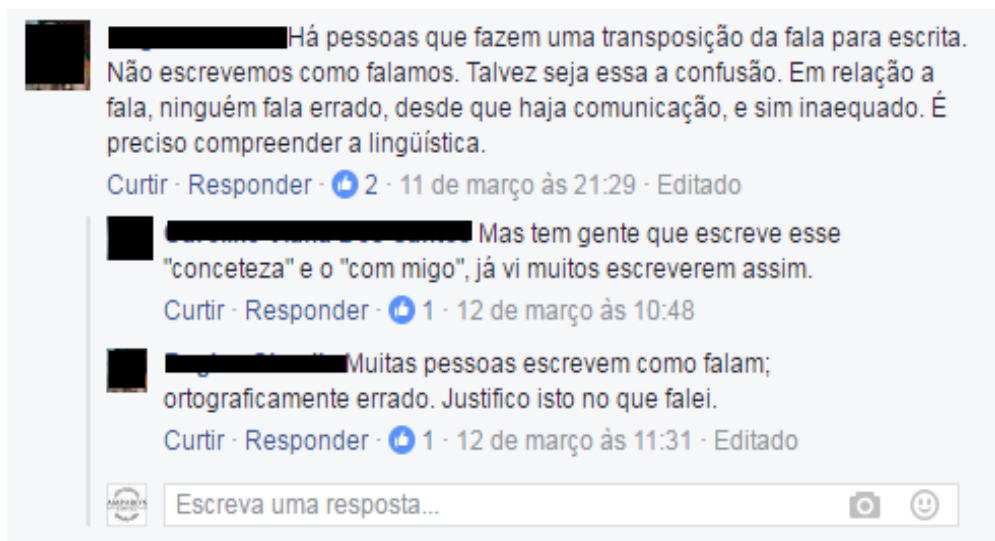 Há pessoas que fazem uma transposição da fala para escrita.
Não escrevemos como falamos. Talvez seja essa a confusão. Em relação a
fala, ninguém fala errado, desde que haja comunicação, e sim inaequado. É
preciso compreender a lingüística.
Curtir · Responder · 2 · 11 de março às 21:29 · Editado
Mas tem gente que escreve esse
"conceteza" e o "com migo", já vi muitos escreverem assim.
Curtir · Responder · 1 · 12 de março às 10:48
Muitas pessoas escrevem como falam;
ortograficamente errado. Justifico isto no que falei.
Curtir · Responder · 1 · 12 de março às 11:31 · Editado
Escreva uma resposta...